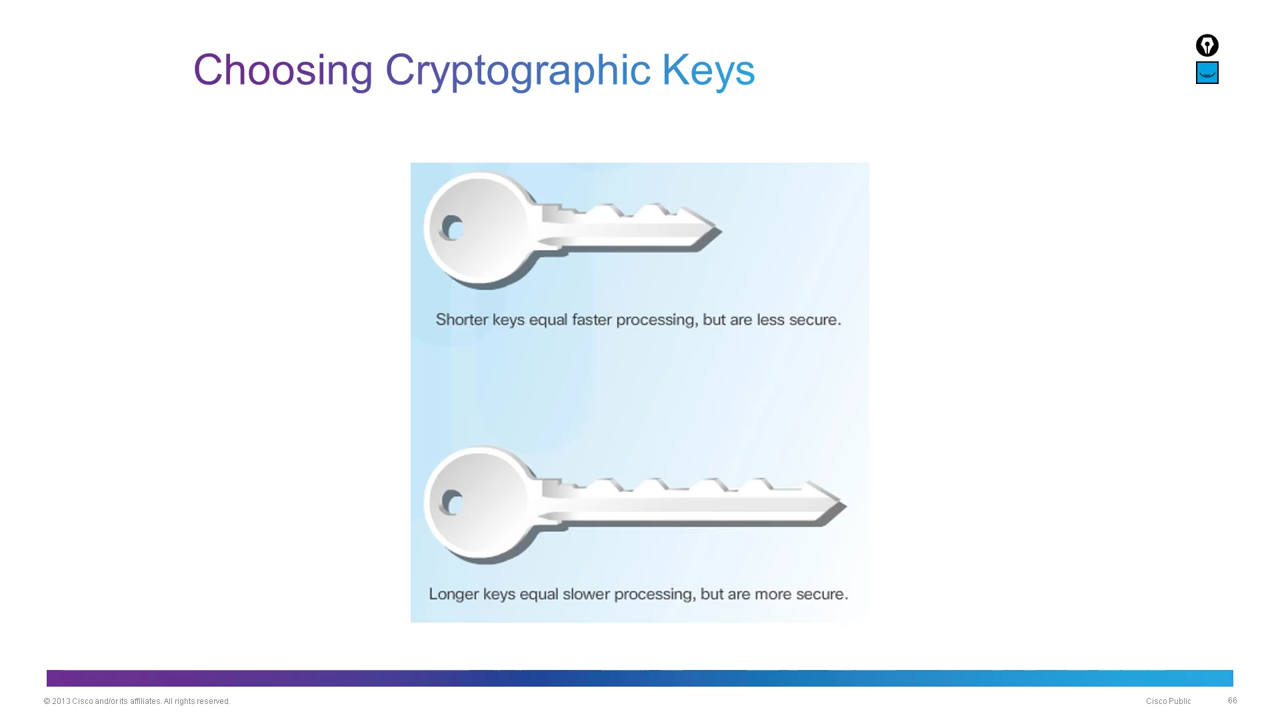 Choosing Cryptographic Keys
Shorter keys equal faster processing, but are less secure.
Longer keys equal slower processing, but are more secure.
© 2013 Cisco and/or its affiliates. All rights reserved.
Cisco Public
66